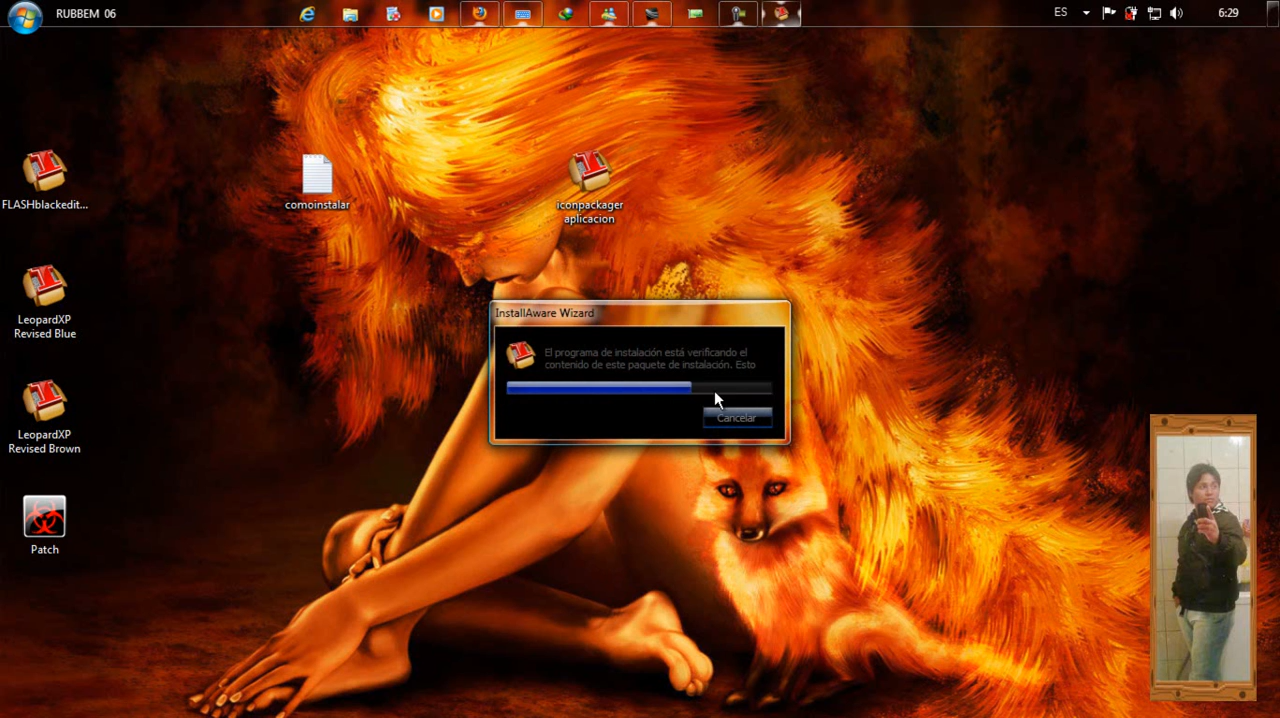 RUBBEM 06
ES
6:29
FLASHblackedit...
comoinstalar
iconpackager
aplicacion
LeopardXP
Revised Blue
InstallAware Wizard
El programa de instalación está verificando el
contenido de este paquete de instalación. Esto
Cancelar
LeopardXP
Revised Brown
Patch